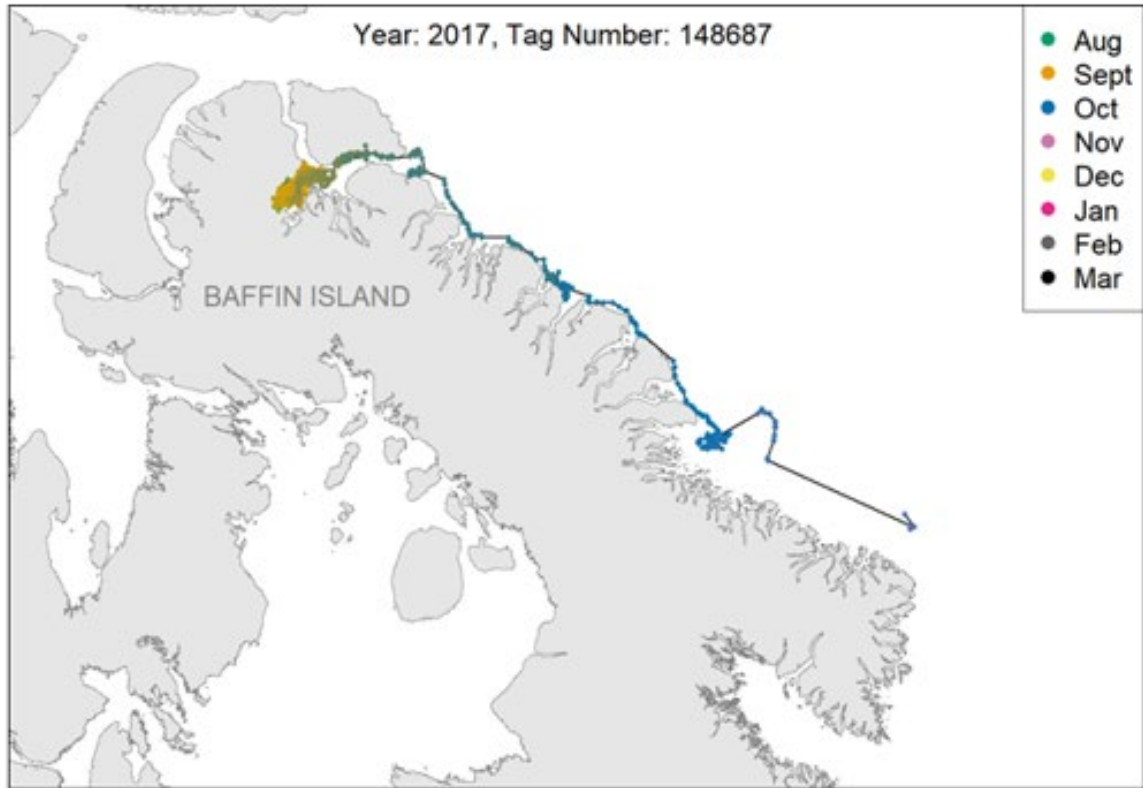 Year: 2017, Tag Number: 148687
Aug
Sept
Oct
Nov
Dec
Jan
Feb
Mar
BAFFIN ISLAND